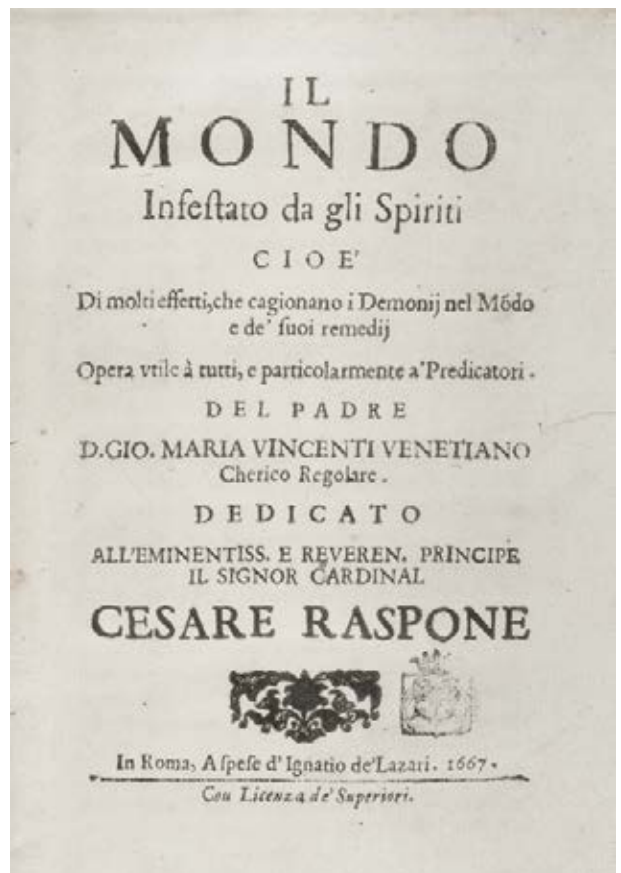 IL
MONDO
Infeſtato da gli Spiriti
CIOE'
Di molti effetti, che cagionano i Demonij nel Mõdo
e de' ſuoi remedij
Opera vtile à tutti, e particolarmente a' Predicatori.
DEL PADRE
D. GIO. MARIA VINCENTI VENETIANO
Cherico Regolare.
DEDICATO
ALL'EMINENTISS. E REVEREN. PRINCIPE
IL SIGNOR CARDINAL
CESARE RASPONE
In Roma, A ſpeſe d'Ignatio de' Lazari. 1667.
Con Licenza de' Superiori.